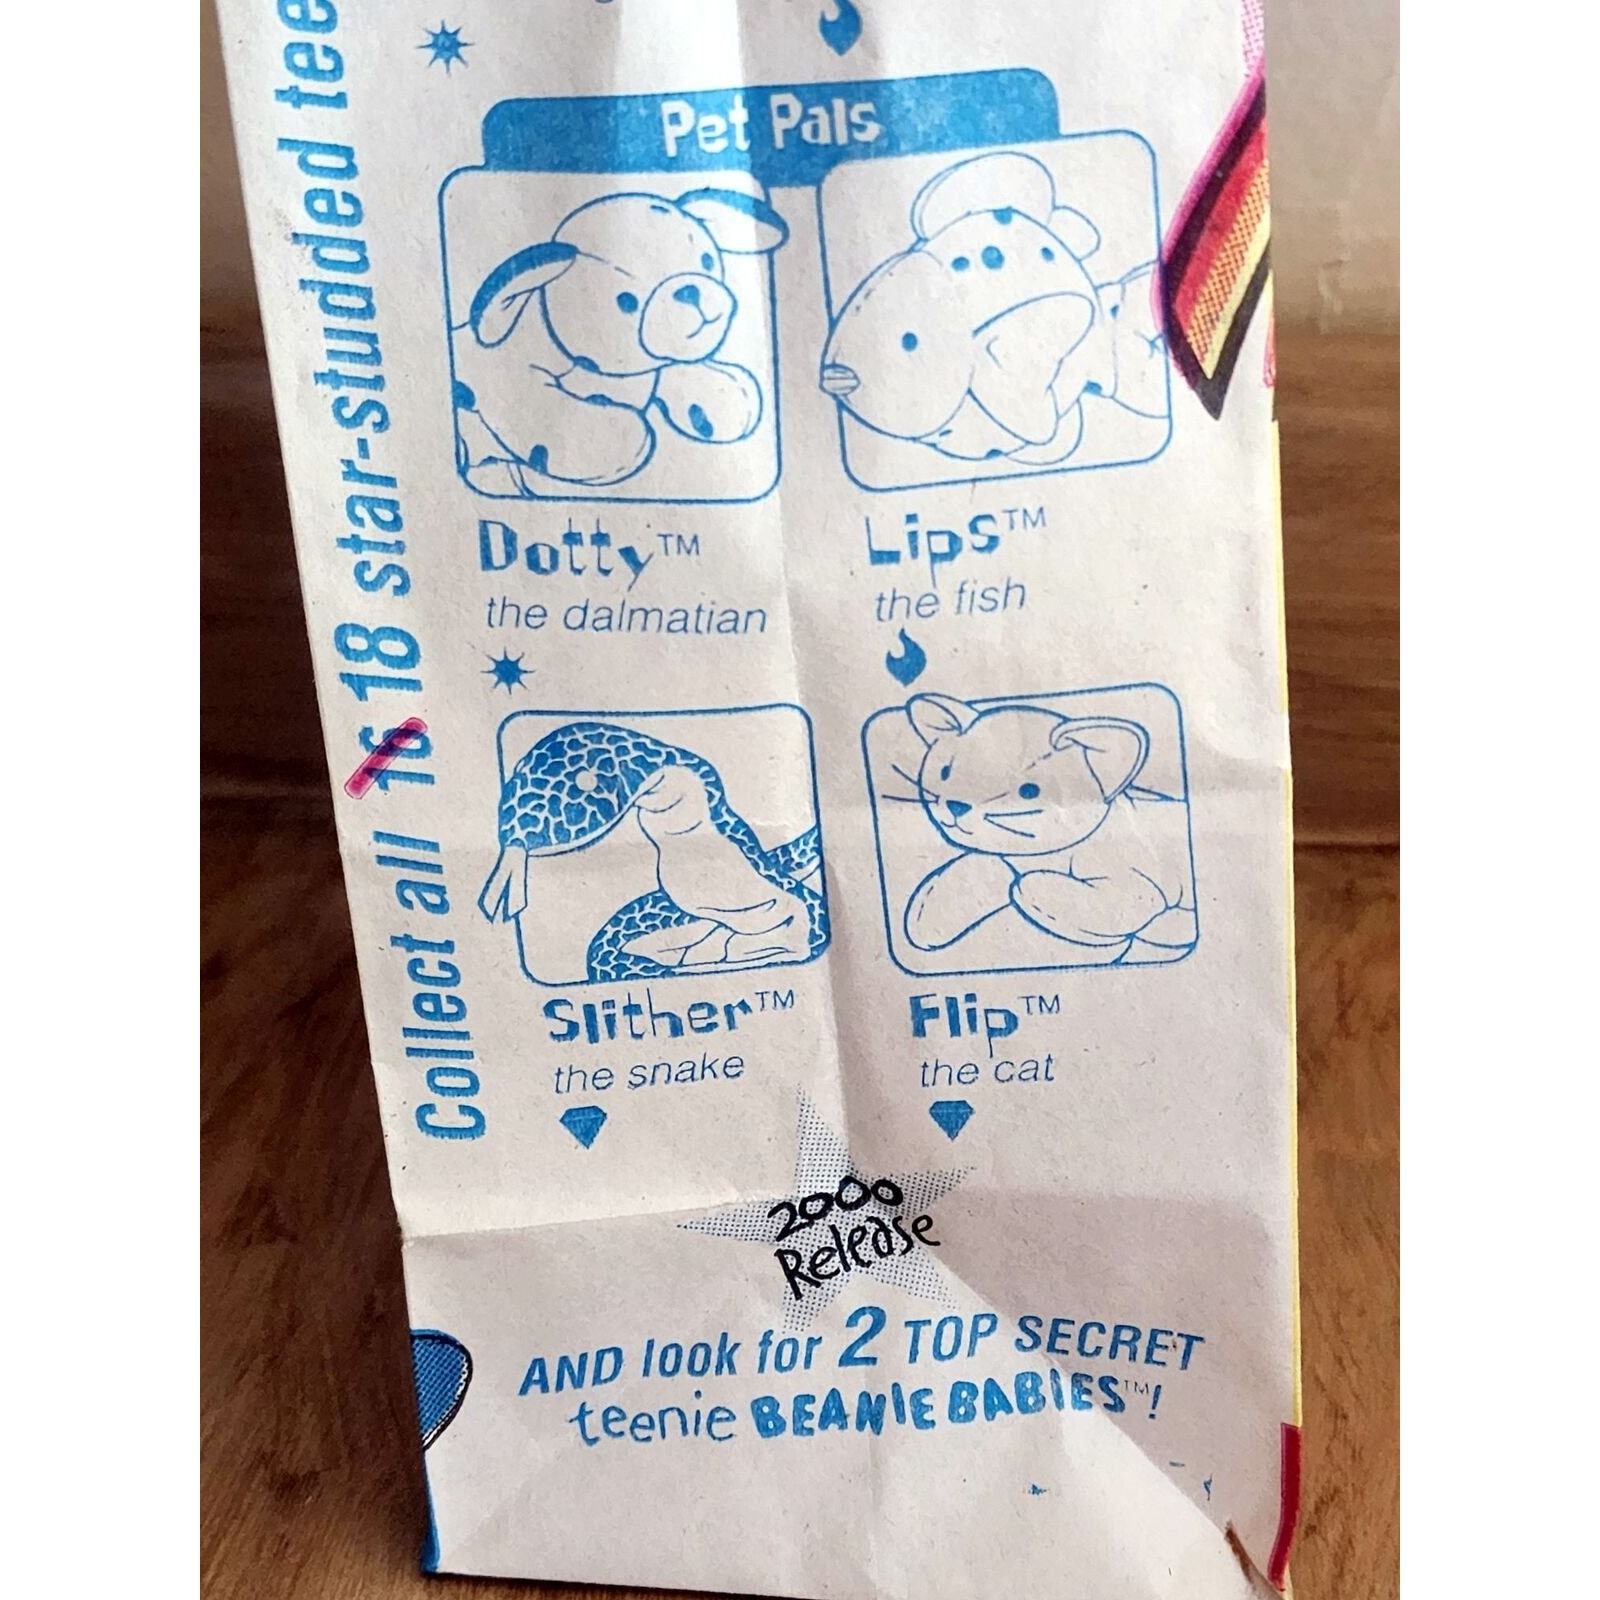 Collect all 16 18 star-studded tee
Pet Pals
Dotty™
the dalmatian
Lips™
the fish
Slither™
the snake
Flip™
the cat
2000
Release
AND look for 2 TOP SECRET
teenie BEANIE BABIES™!